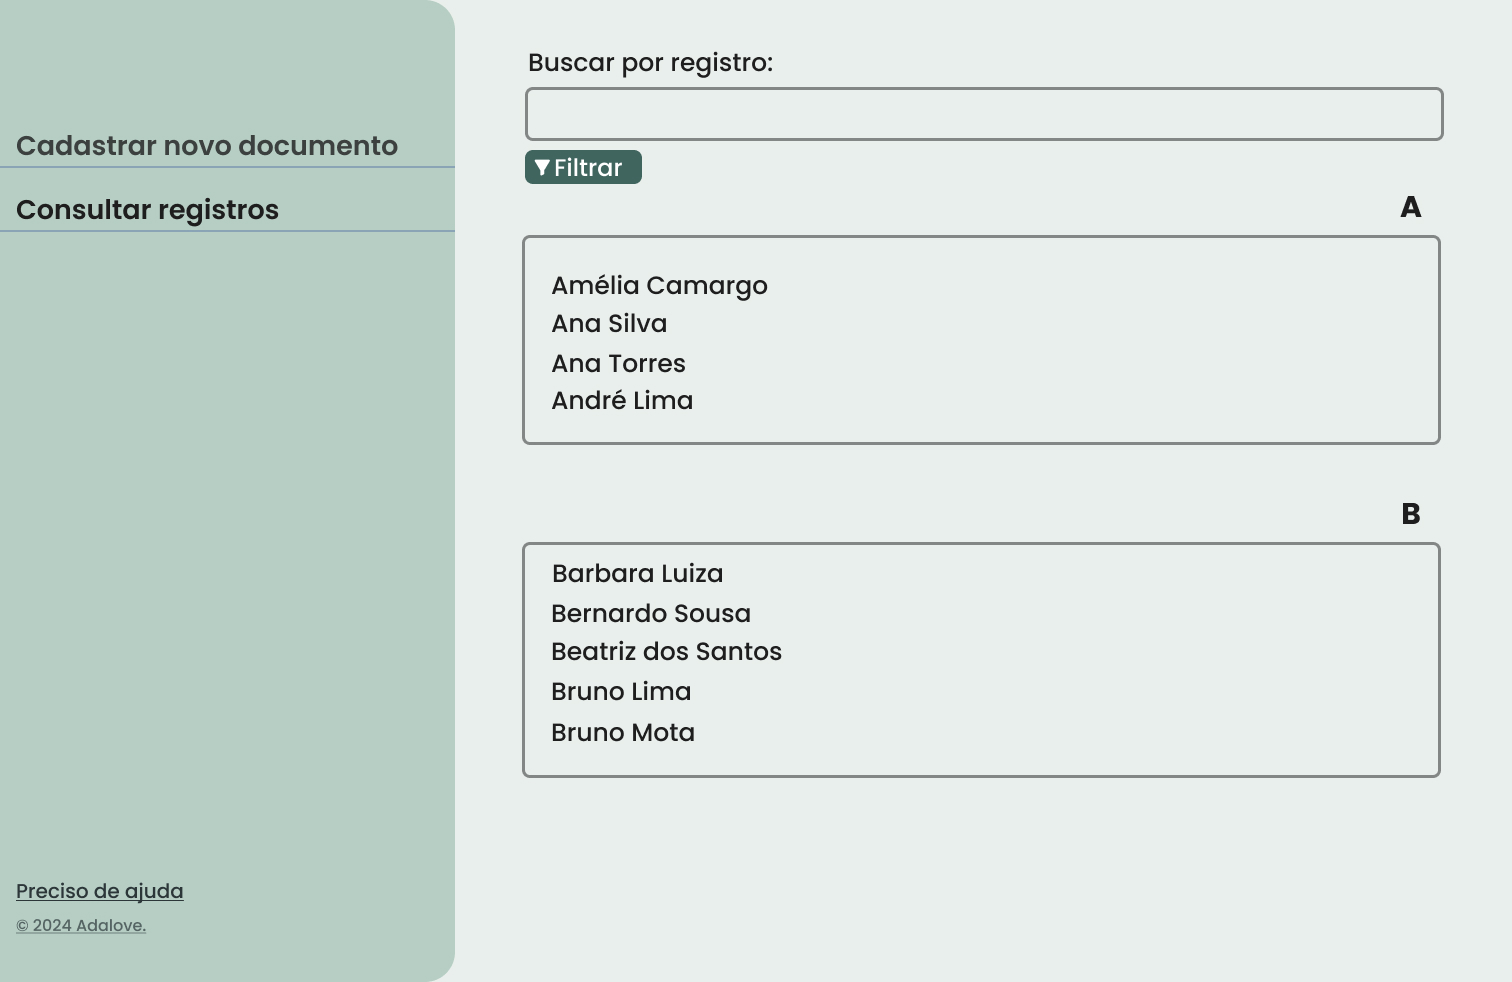 Cadastrar novo documento
Consultar registros
Preciso de ajuda
© 2024 Adalove.
Buscar por registro:
Filtrar
A
Amélia Camargo
Ana Silva
Ana Torres
André Lima
B
Barbara Luiza
Bernardo Sousa
Beatriz dos Santos
Bruno Lima
Bruno Mota